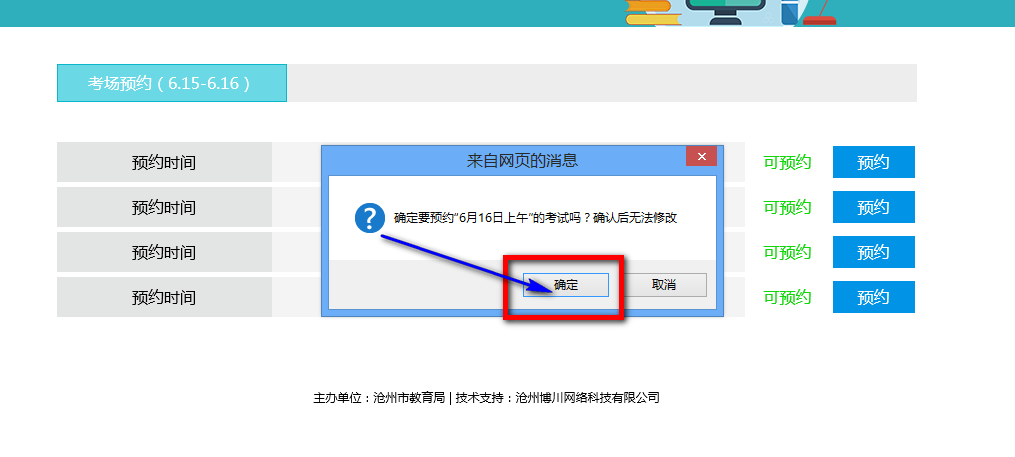 考场预约（6.15-6.16）
来自网页的消息
×
预约时间
可预约
预约
?
确定要预约“6月16日上午”的考试吗？确认后无法修改
预约时间
可预约
预约
预约时间
可预约
预约
确定
取消
预约时间
可预约
预约
主办单位：沧州市教育局 | 技术支持：沧州博川网络科技有限公司